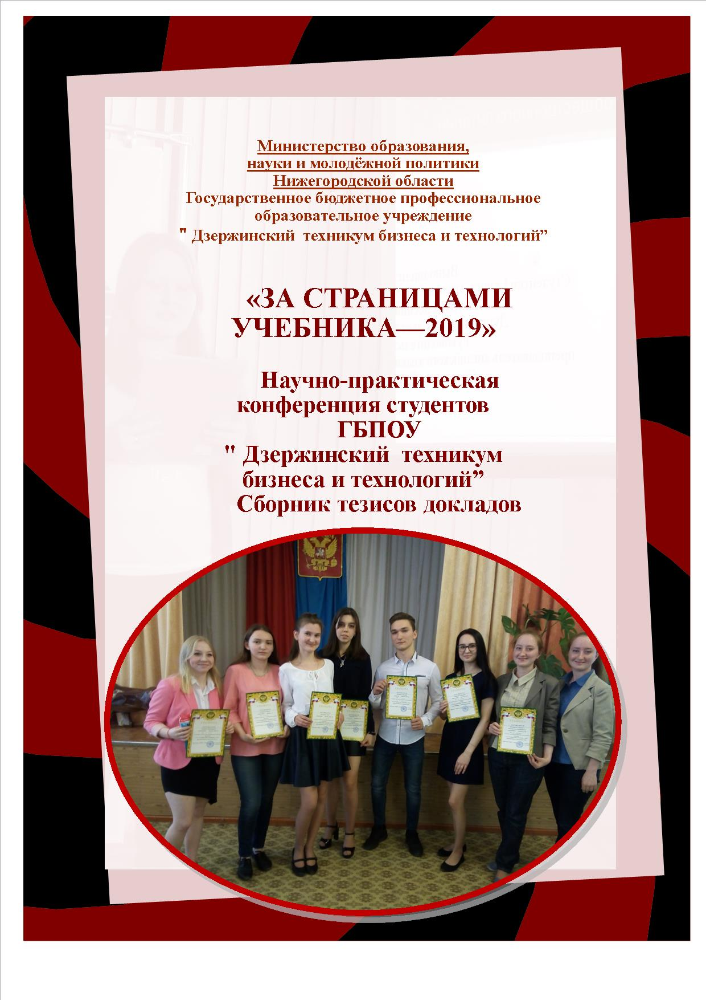 Министерство образования,
науки и молодёжной политики
Нижегородской области
Государственное бюджетное профессиональное
образовательное учреждение
" Дзержинский техникум бизнеса и технологий”
«ЗА СТРАНИЦАМИ
УЧЕБНИКА—2019»
Научно-практическая
конференция студентов
ГБПОУ
" Дзержинский техникум
бизнеса и технологий”
Сборник тезисов докладов